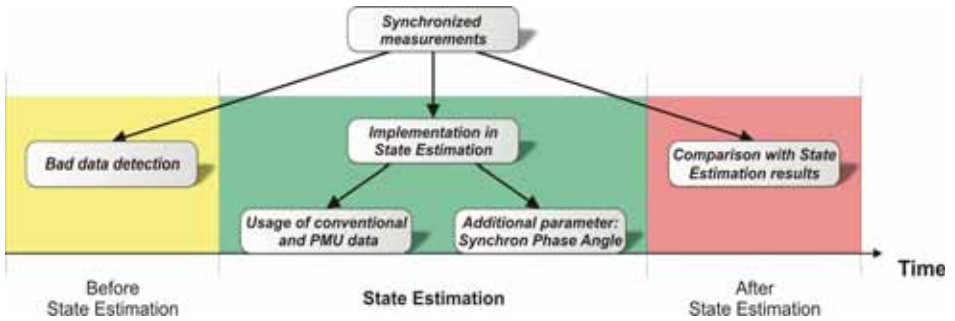 Synchronized
measurements
Bad data detection
Implementation in
State Estimation
Comparison with State
Estimation results
Usage of conventional
and PMU data
Additional parameter:
Synchron Phase Angle
Time
Before
State Estimation
State Estimation
After
State Estimation